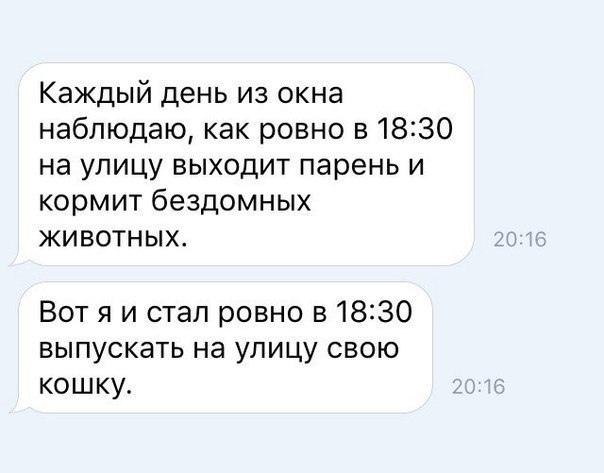 Каждый день из окна
наблюдаю, как ровно в 18:30
на улицу выходит парень и
кормит бездомных
животных.
20:16
Вот я и стал ровно в 18:30
выпускать на улицу свою
кошку.
20:16